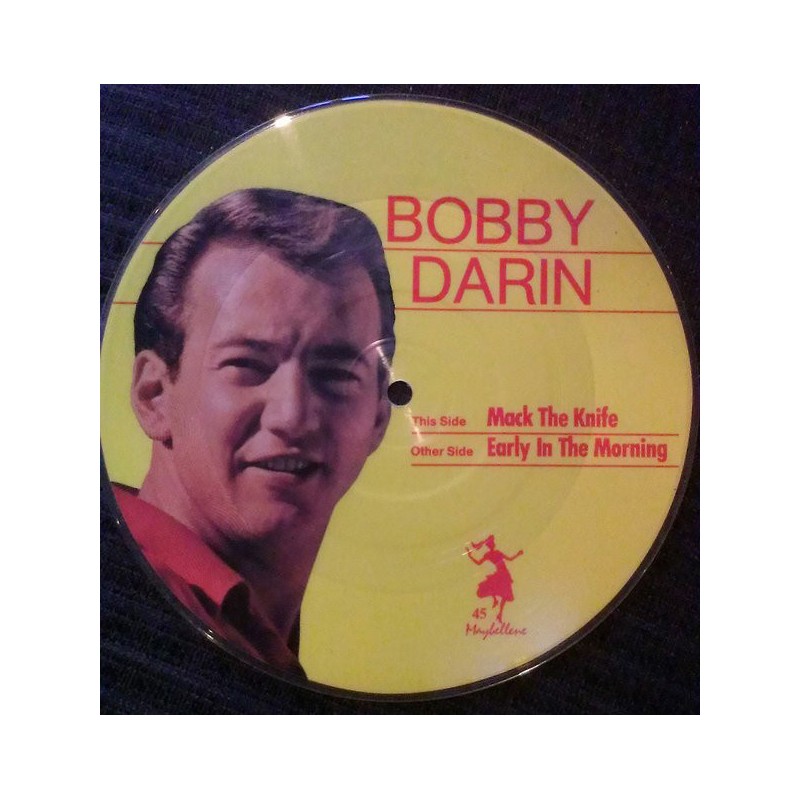 BOBBY
DARIN
This Side Mack The Knife
Other Side Early In The Morning
45
Maybellene